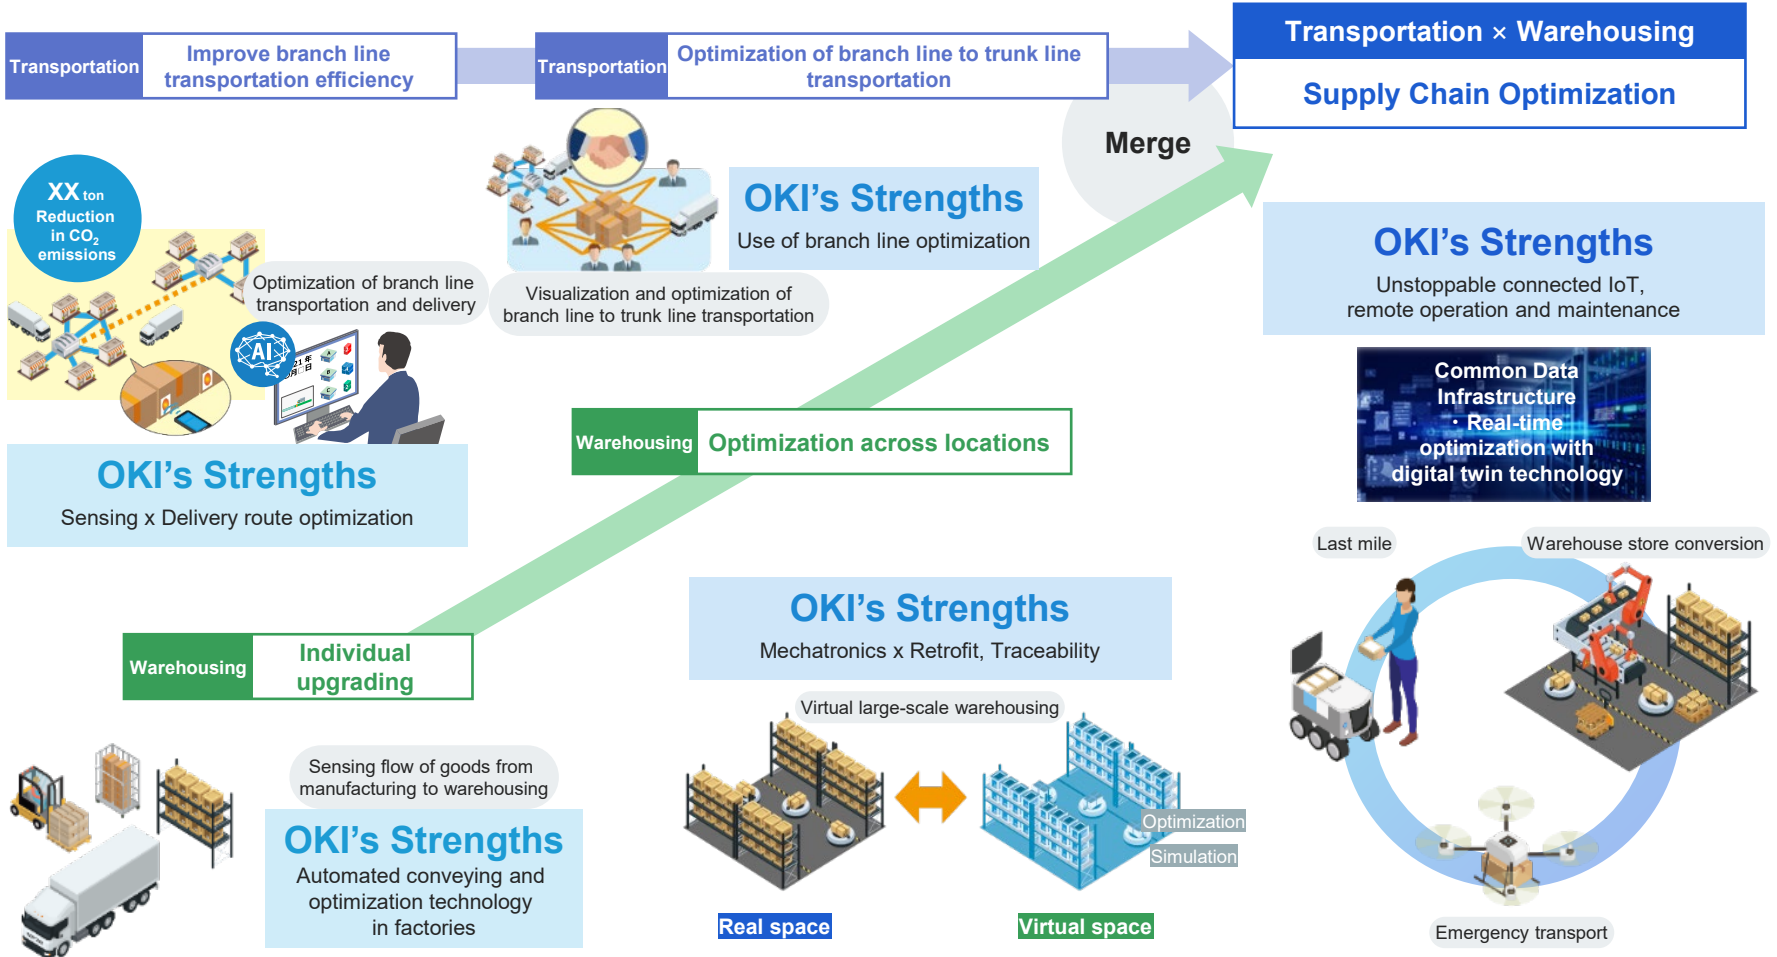 Transportation
Improve branch line
transportation efficiency
Transportation
Optimization of branch line to trunk line
transportation
Transportation × Warehousing
Supply Chain Optimization
Merge
XX ton
Reduction
in CO2
emissions
Optimization of branch line
transportation and delivery
AI
OKI's Strengths
Sensing x Delivery route optimization
Visualization and optimization of
branch line to trunk line transportation
OKI's Strengths
Use of branch line optimization
OKI's Strengths
Unstoppable connected IoT,
remote operation and maintenance
Common Data
Infrastructure
・Real-time
optimization with
digital twin technology
Warehousing
Optimization across locations
Warehousing
Individual
upgrading
Sensing flow of goods from
manufacturing to warehousing
OKI's Strengths
Automated conveying and
optimization technology
in factories
OKI's Strengths
Mechatronics x Retrofit, Traceability
Virtual large-scale warehousing
Optimization
Simulation
Real space
Virtual space
Last mile
Warehouse store conversion
Emergency transport